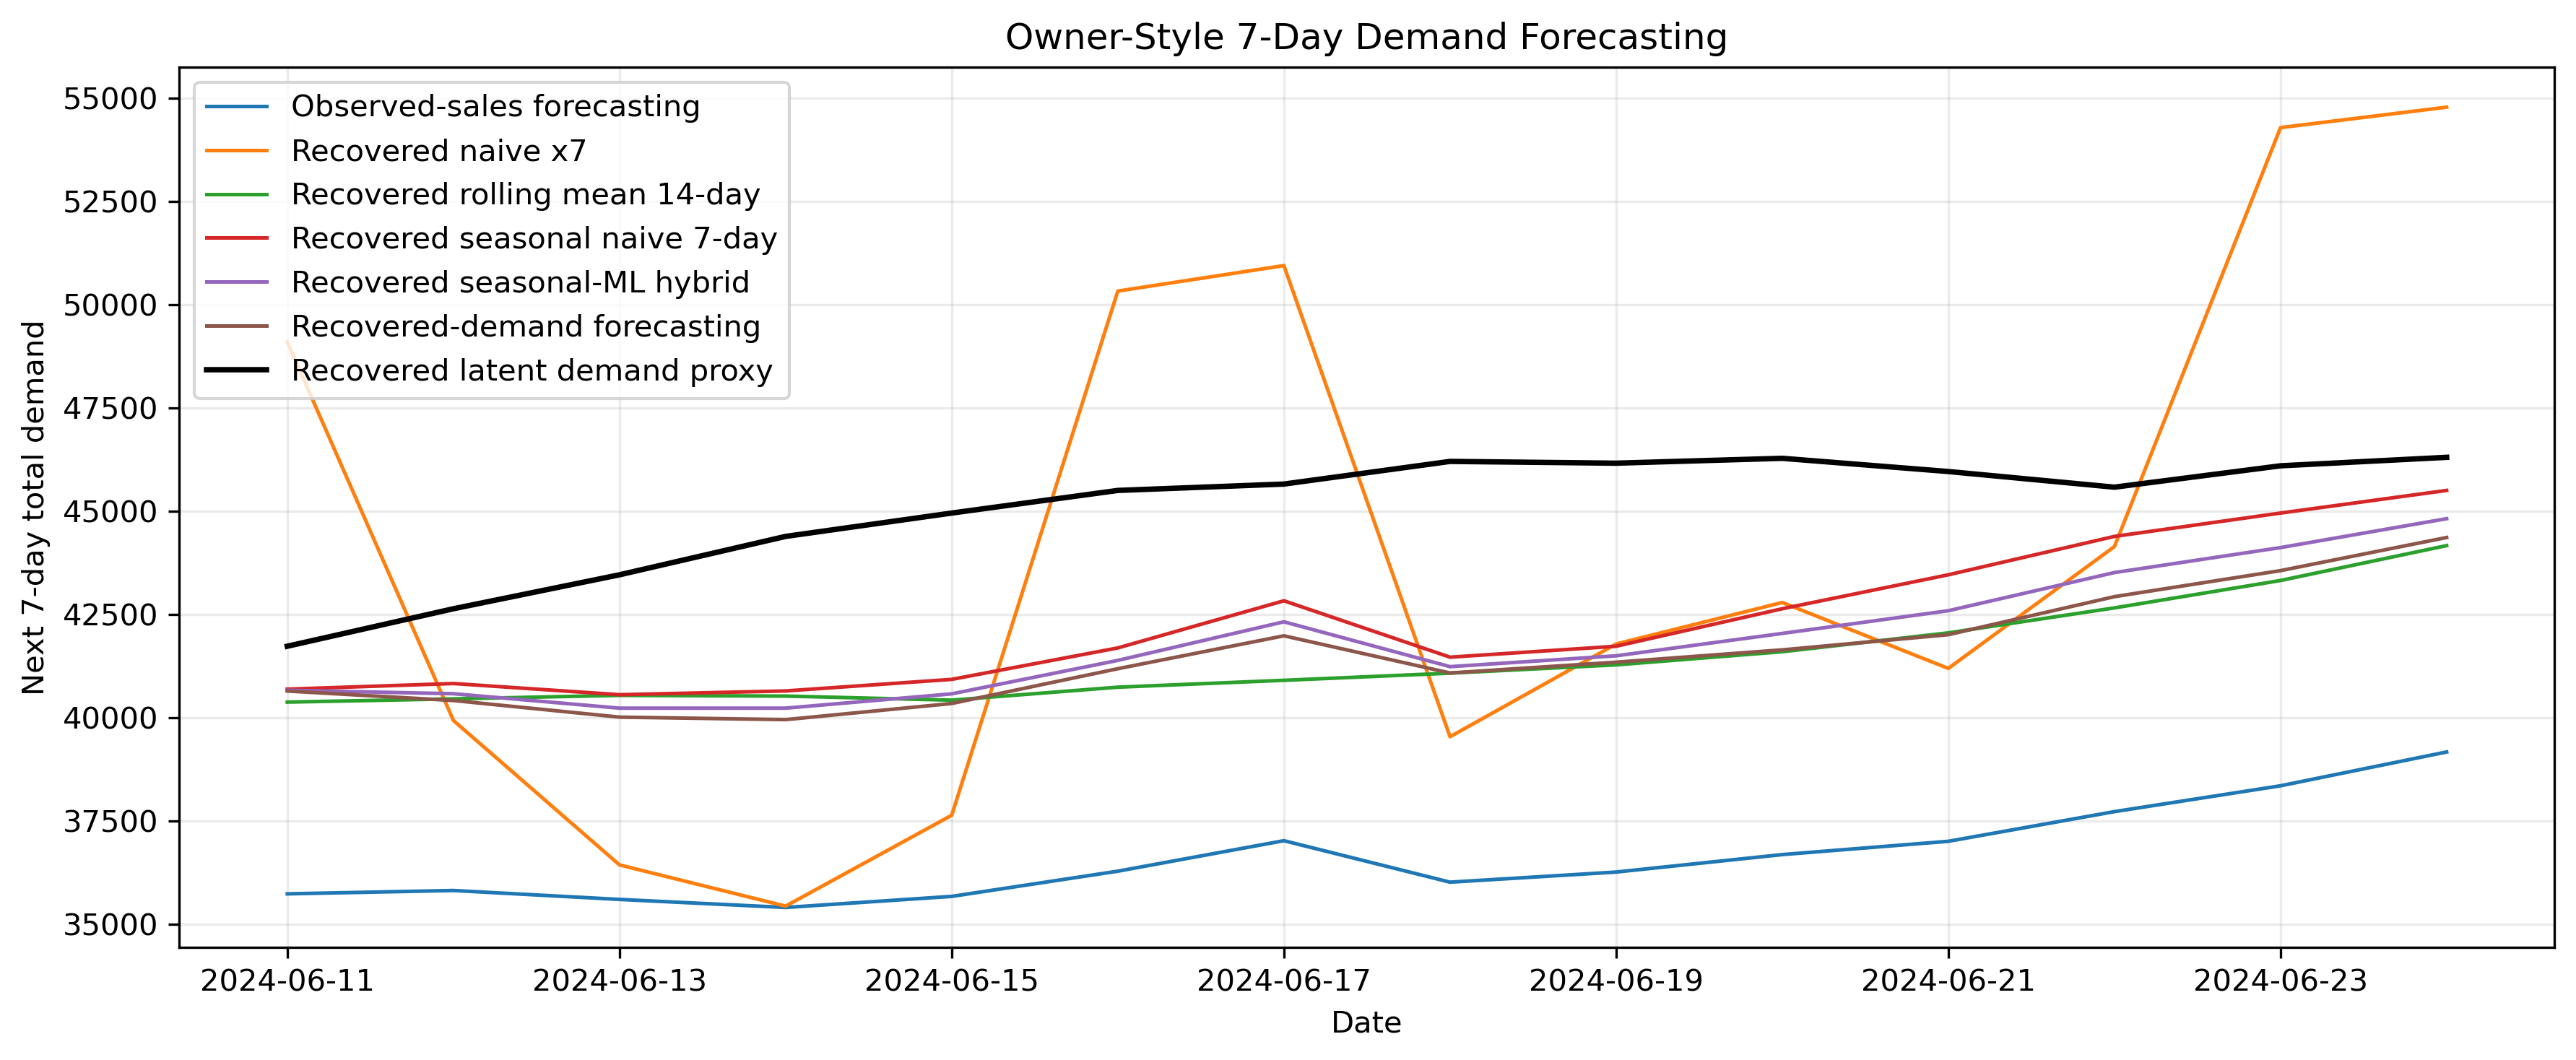 Owner-Style 7-Day Demand Forecasting
Observed-sales forecasting
Recovered naive x7
Recovered rolling mean 14-day
Recovered seasonal naive 7-day
Recovered seasonal-ML hybrid
Recovered-demand forecasting
Recovered latent demand proxy
Next 7-day total demand
55000
52500
50000
47500
45000
42500
40000
37500
35000
2024-06-11 2024-06-13 2024-06-15 2024-06-17 2024-06-19 2024-06-21 2024-06-23
Date